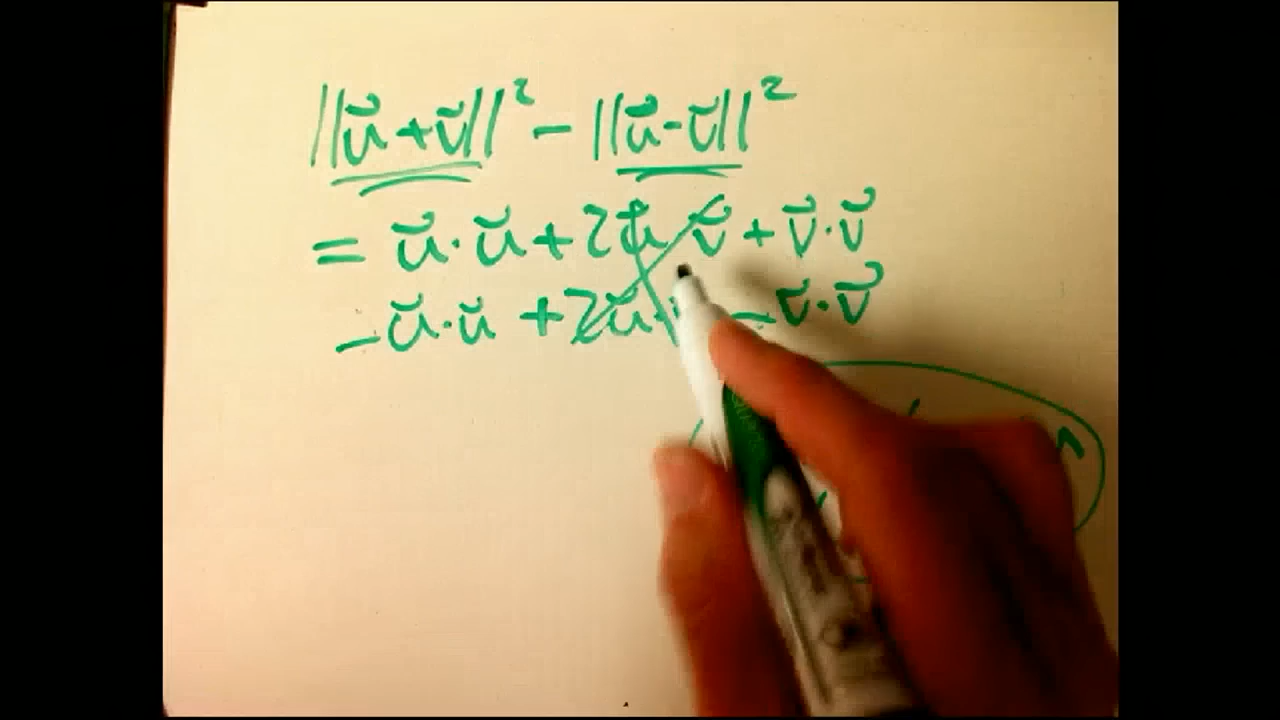 ||u⃗ + v⃗||² - ||u⃗ - v⃗||²
= u⃗·u⃗ + 2u⃗ v⃗ + v⃗·v⃗
- u⃗·u⃗ + 2u⃗· - v⃗·v⃗